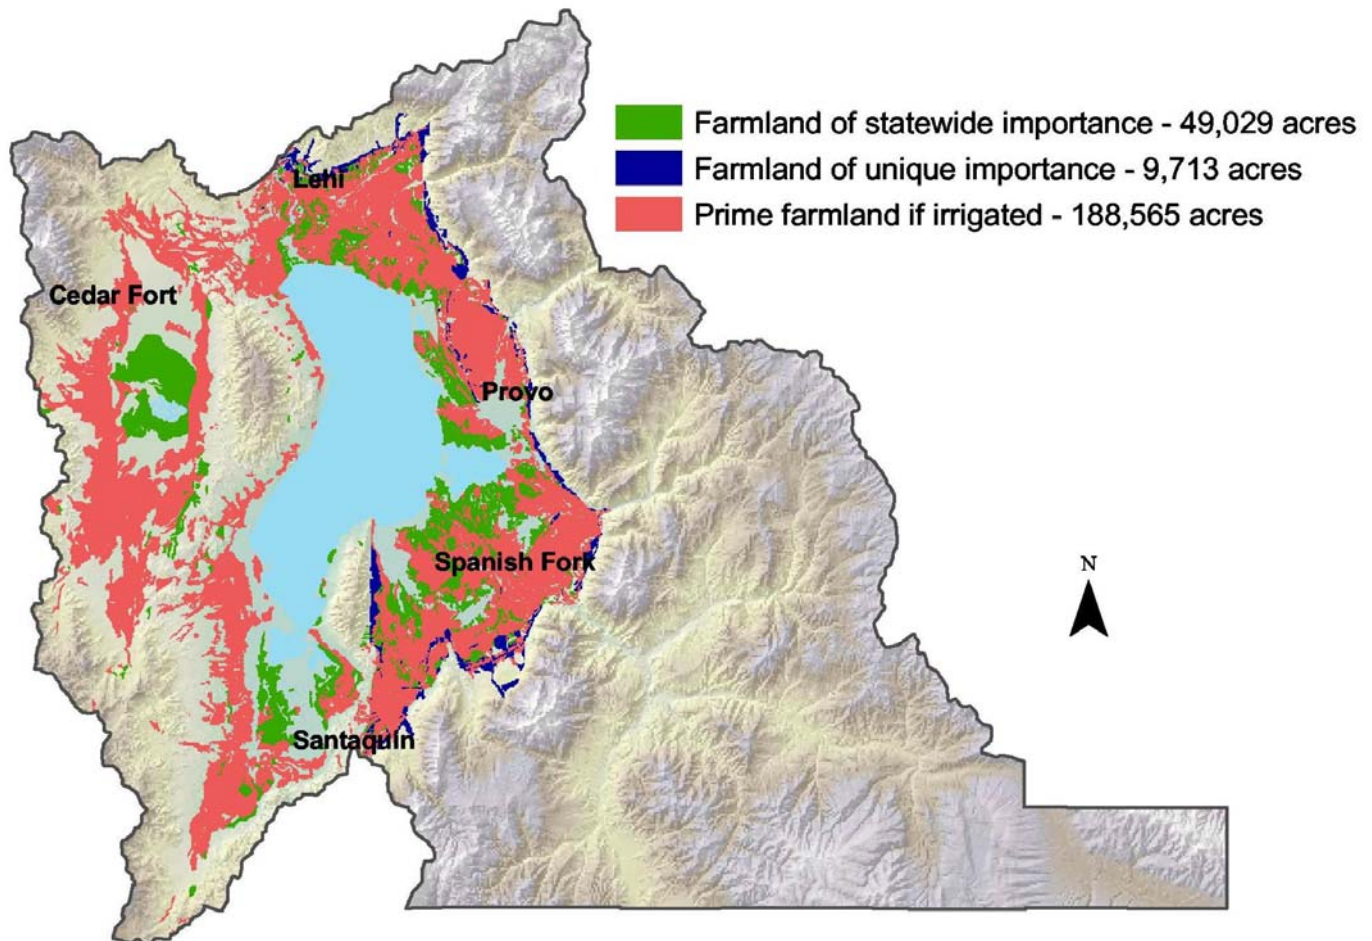 Farmland of statewide importance - 49,029 acres
Farmland of unique importance - 9,713 acres
Prime farmland if irrigated - 188,565 acres
Lehi
Cedar Fort
Provo
Spanish Fork
N
Santaquin